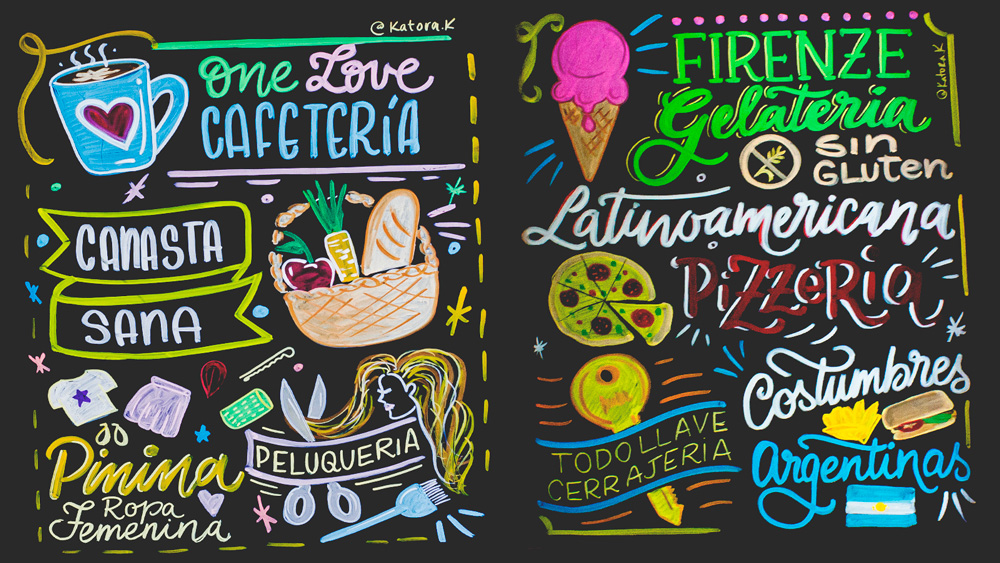 @Katora.K
One Love
CAFETERÍA
CANASTA
SANA
Pinina
Ropa
Femenina
PELUQUERIA
@Katora.K
FIRENZE
Gelateria
SIN
GLUTEN
Latinoamericana
PIZZERIA
TODO LLAVE
CERRAJERIA
Costumbres
Argentinas